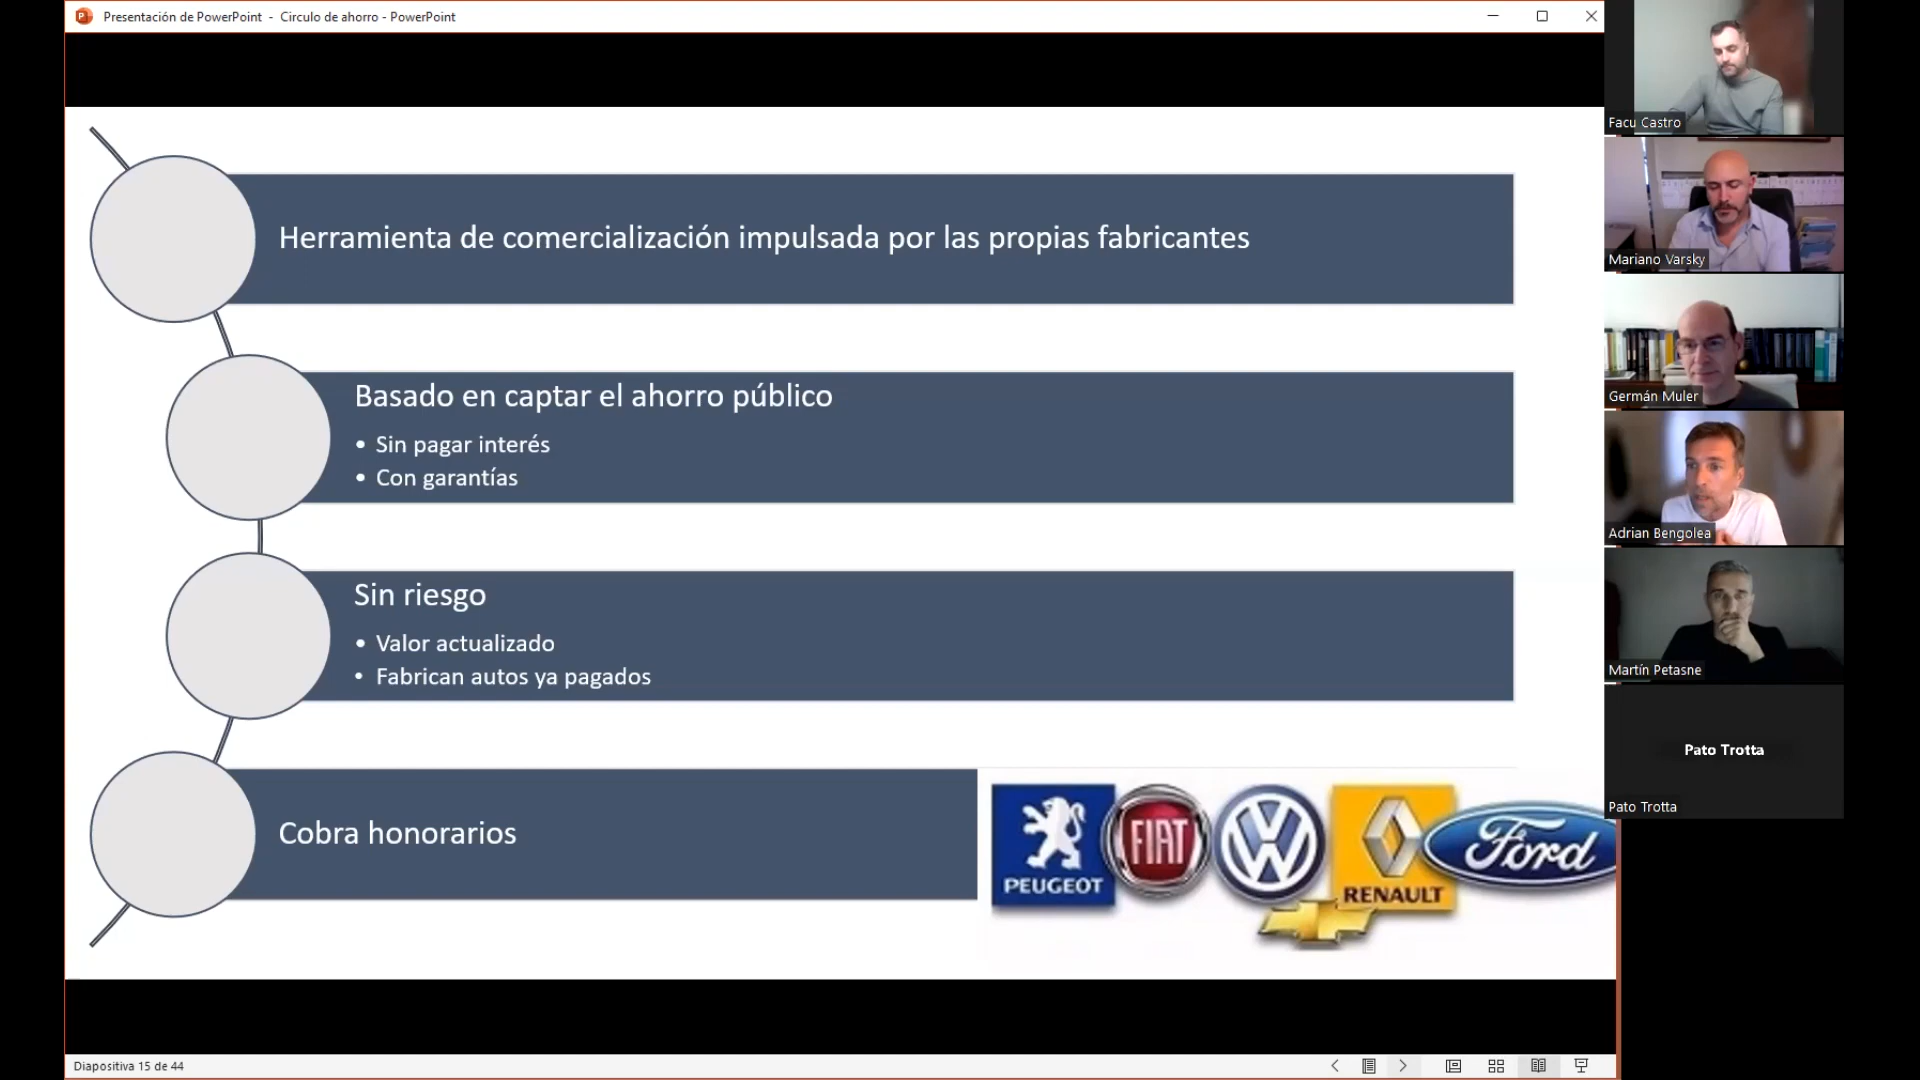 Presentación de PowerPoint - Circulo de ahorro - PowerPoint
Herramienta de comercialización impulsada por las propias fabricantes
Basado en captar el ahorro público
• Sin pagar interés
• Con garantías
Sin riesgo
• Valor actualizado
• Fabrican autos ya pagados
Cobra honorarios
PEUGEOT
FIAT
VW
RENAULT
Ford
Diapositiva 15 de 44
Facu Castro
Mariano Varsky
Germán Muler
Adrian Bengolea
Martín Petasne
Pato Trotta
Pato Trotta